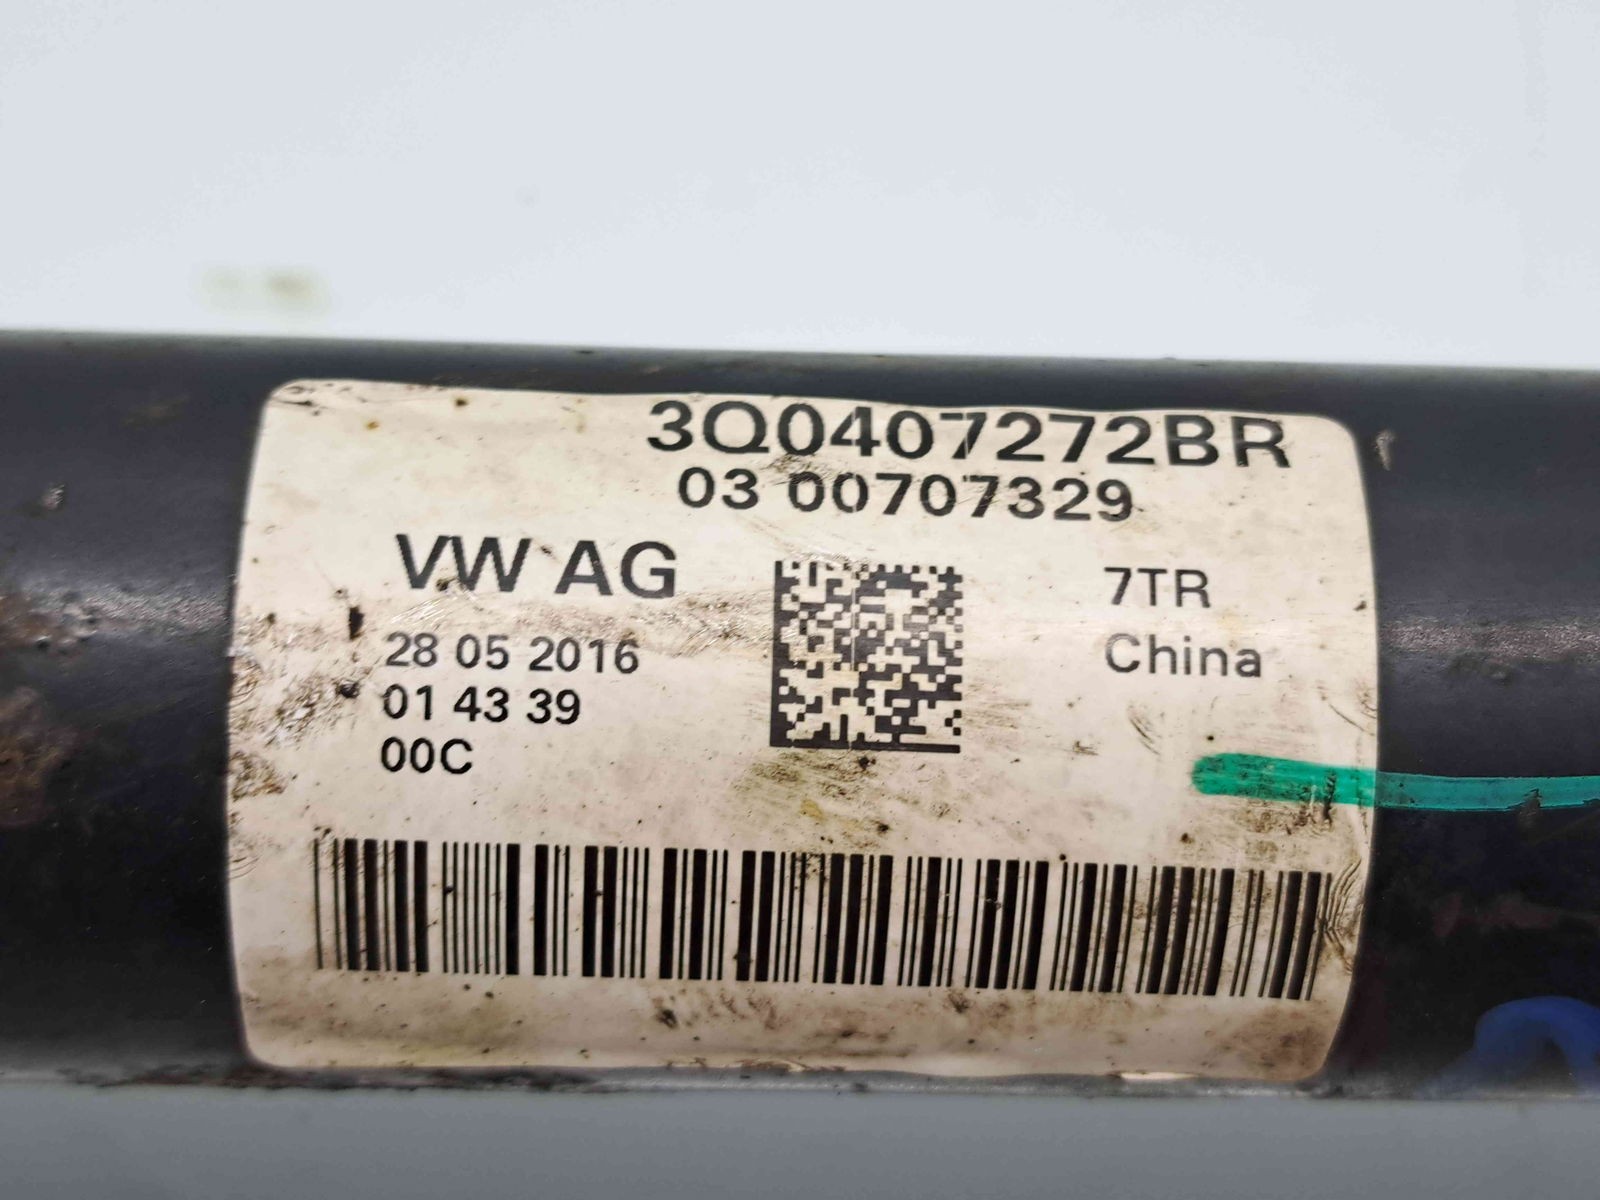 3Q0407272BR
03 00707329
VW AG
28 05 2016
01 43 39
00C
7TR
China